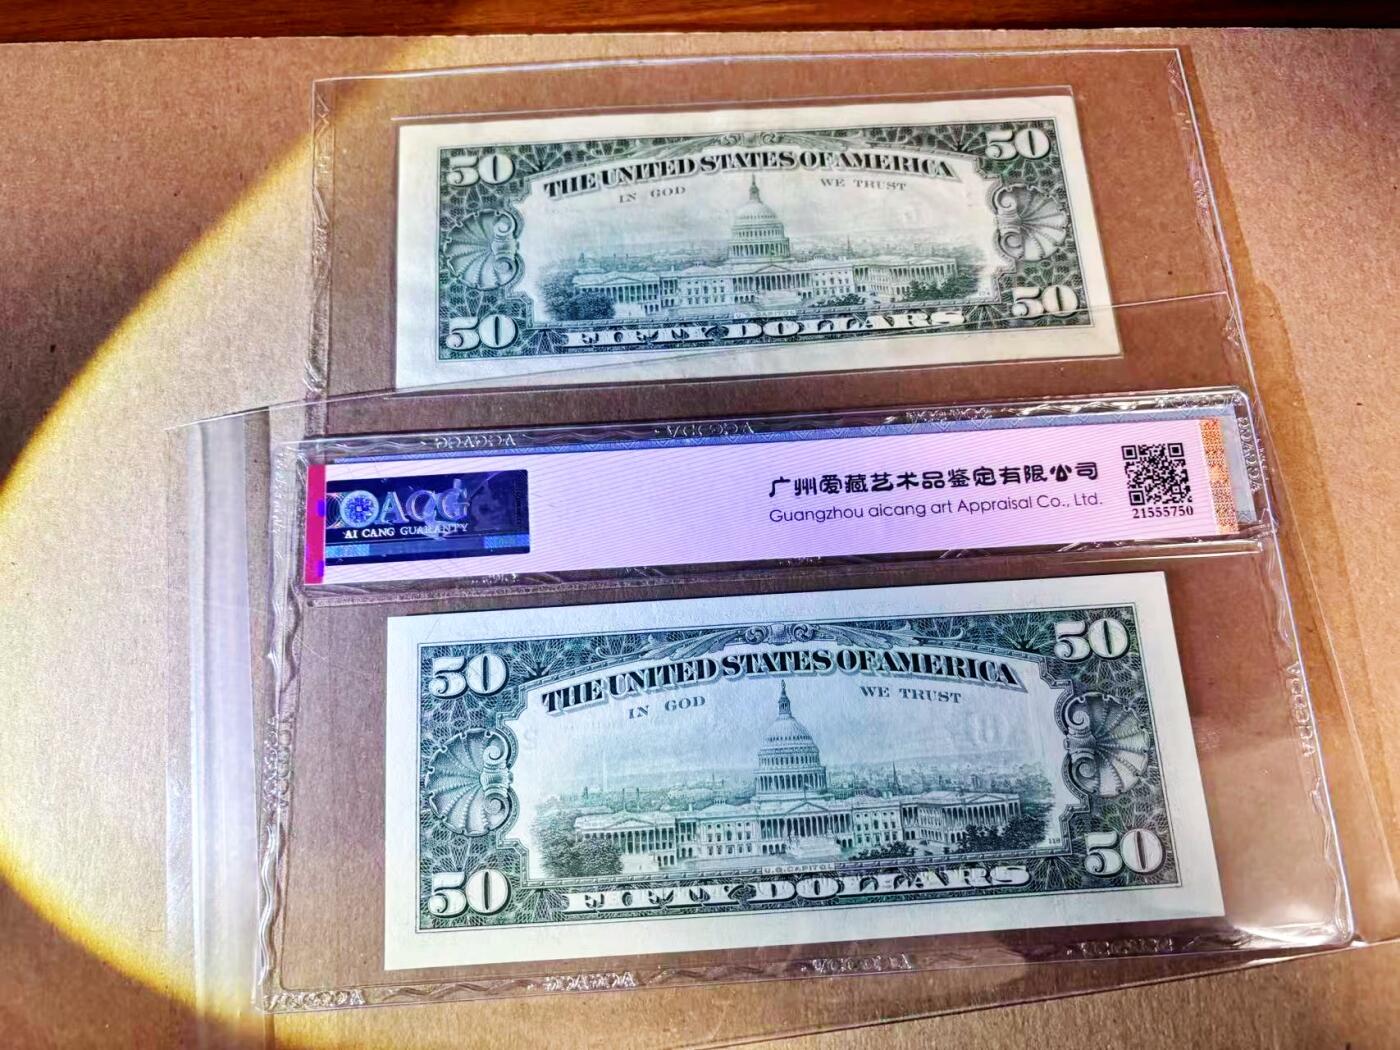 50
50
THE UNITED STATES OF AMERICA
IN GOD WE TRUST
50
50
FIFTY DOLLARS
ACG
AI CANG GUARANTY
广州爱藏艺术品鉴定有限公司
Guangzhou aicang art Appraisal Co., Ltd.
21555750
50
50
THE UNITED STATES OF AMERICA
IN GOD WE TRUST
U.S. CAPITOL
50
50
FIFTY DOLLARS